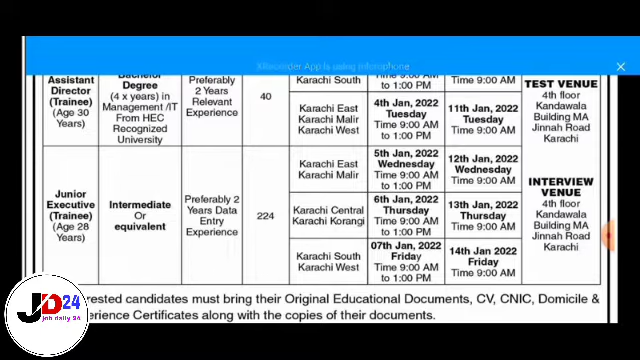 XRecorder App is using microphone
Assistant Director (Trainee) (Age 30 Years)
Bachelor Degree (4 x years) in Management /IT From HEC Recognized University
Preferably 2 Years Relevant Experience
40
Karachi South
to 1:00 PM
Time 9:00 AM
Karachi East
Karachi Malir
Karachi West
4th Jan, 2022
Tuesday
Time 9:00 AM
to 1:00 PM
11th Jan, 2022
Tuesday
Time 9:00 AM
TEST VENUE
4th floor
Kandawala
Building MA
Jinnah Road
Karachi
Junior
Executive
(Trainee)
(Age 28
Years)
Intermediate
Or
equivalent
Preferably 2
Years Data
Entry
Experience
224
Karachi East
Karachi Malir
5th Jan, 2022
Wednesday
Time 9:00 AM
to 1:00 PM
12th Jan, 2022
Wednesday
Time 9:00 AM
Karachi Central
Karachi Korangi
6th Jan, 2022
Thursday
Time 9:00 AM
to 1:00 PM
13th Jan, 2022
Thursday
Time 9:00 AM
Karachi South
Karachi West
07th Jan, 2022
Friday
Time 9:00 AM
to 1:00 PM
14th Jan, 2022
Friday
Time 9:00 AM
INTERVIEW
VENUE
4th floor
Kandawala
Building MA
Jinnah Road
Karachi
rested candidates must bring their Original Educational Documents, CV, CNIC, Domicile &
erience Certificates along with the copies of their documents.
JD 24
job daily 24